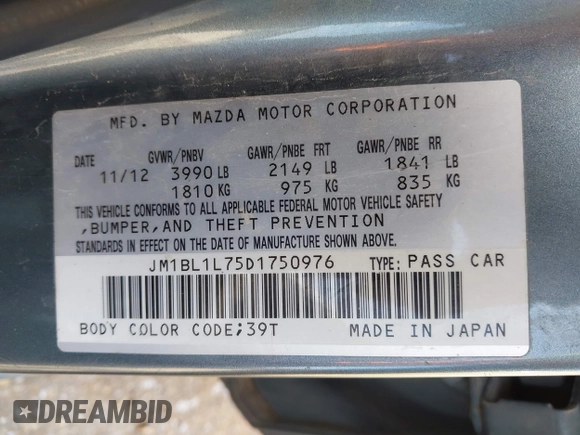 MFD. BY MAZDA MOTOR CORPORATION
DATE GVWR/PNBV GAWR/PNBE FRT GAWR/PNBE RR
11/12 3990 LB 2149 LB 1841 LB
1810 KG 975 KG 835 KG
THIS VEHICLE CONFORMS TO ALL APPLICABLE FEDERAL MOTOR VEHICLE SAFETY
,BUMPER,AND THEFT PREVENTION
STANDARDS IN EFFECT ON THE DATE OF MANUFACTURE SHOWN ABOVE.
JM1BL1L75D1750976 TYPE: PASS CAR
BODY COLOR CODE;39T MADE IN JAPAN
DREAMBID